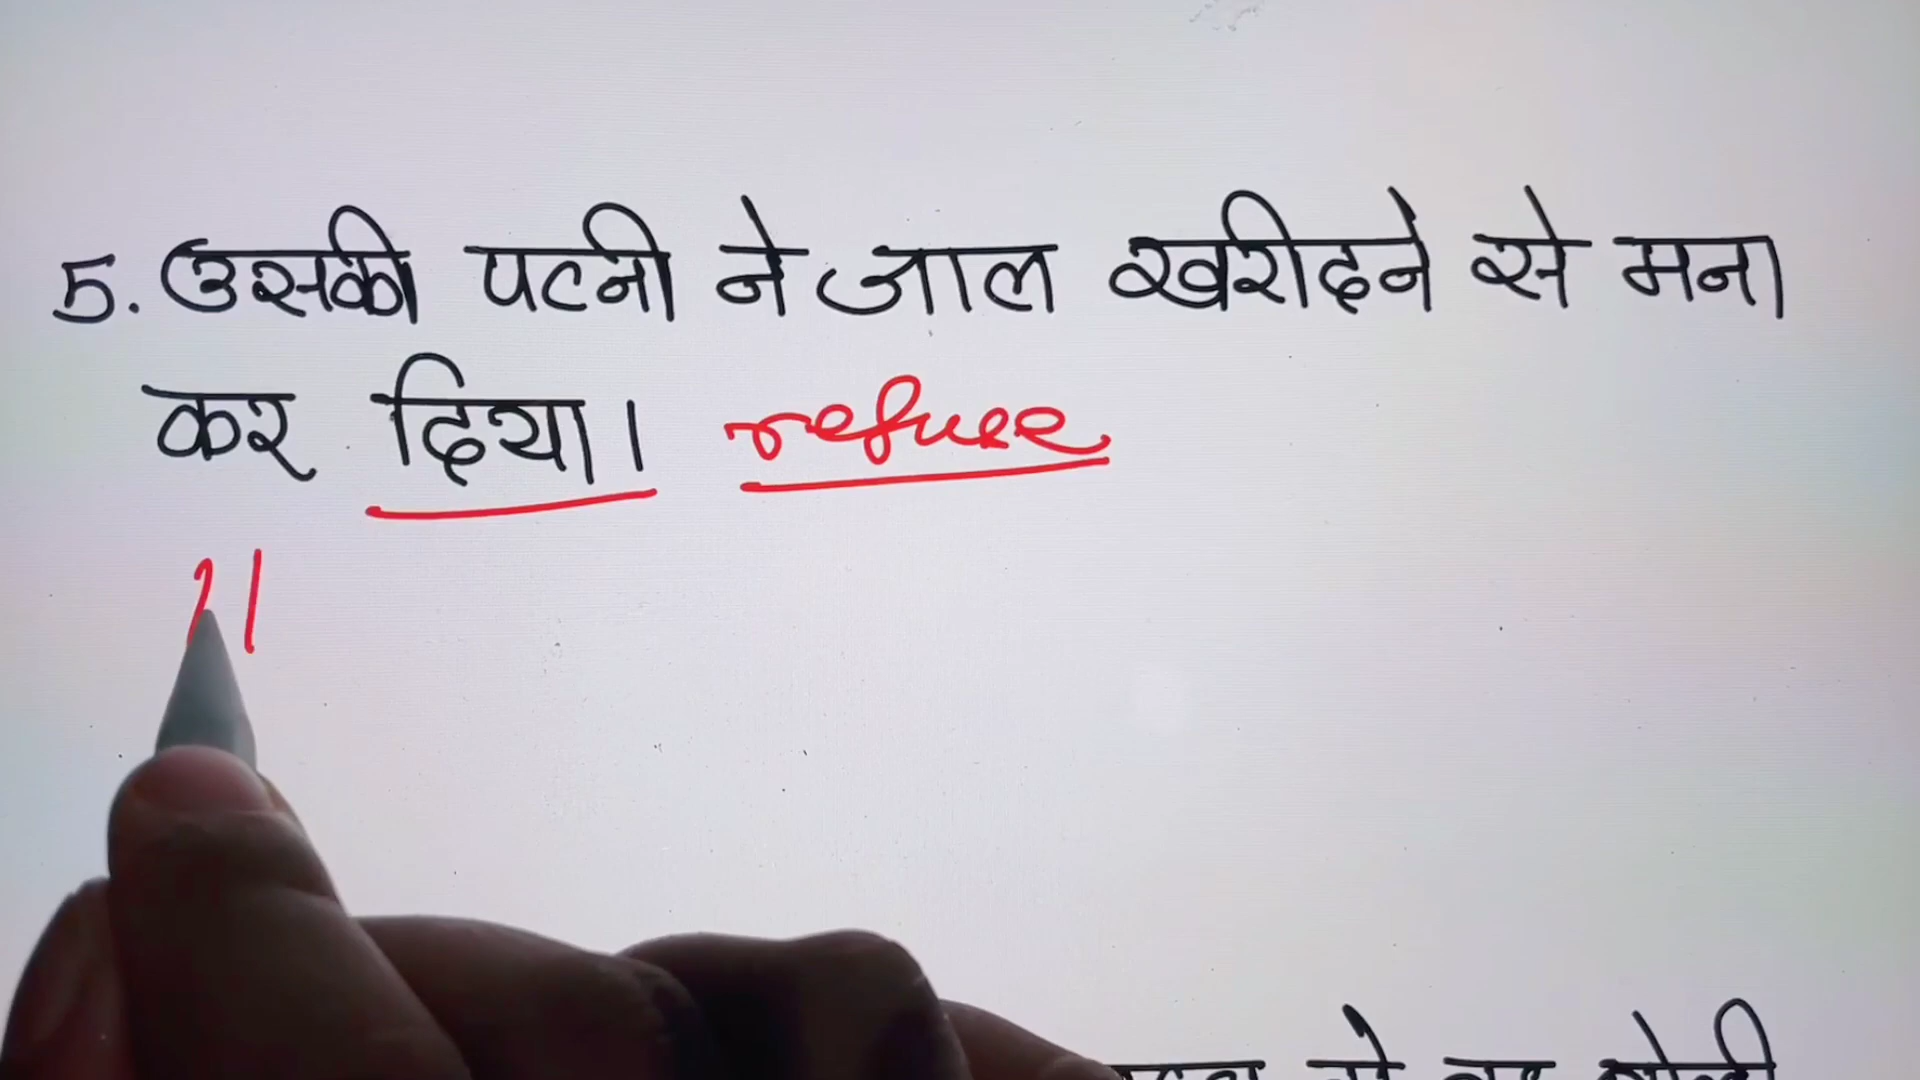 5. उसकी पत्नी ने जाल खरीदने से मना
कर दिया। refuse